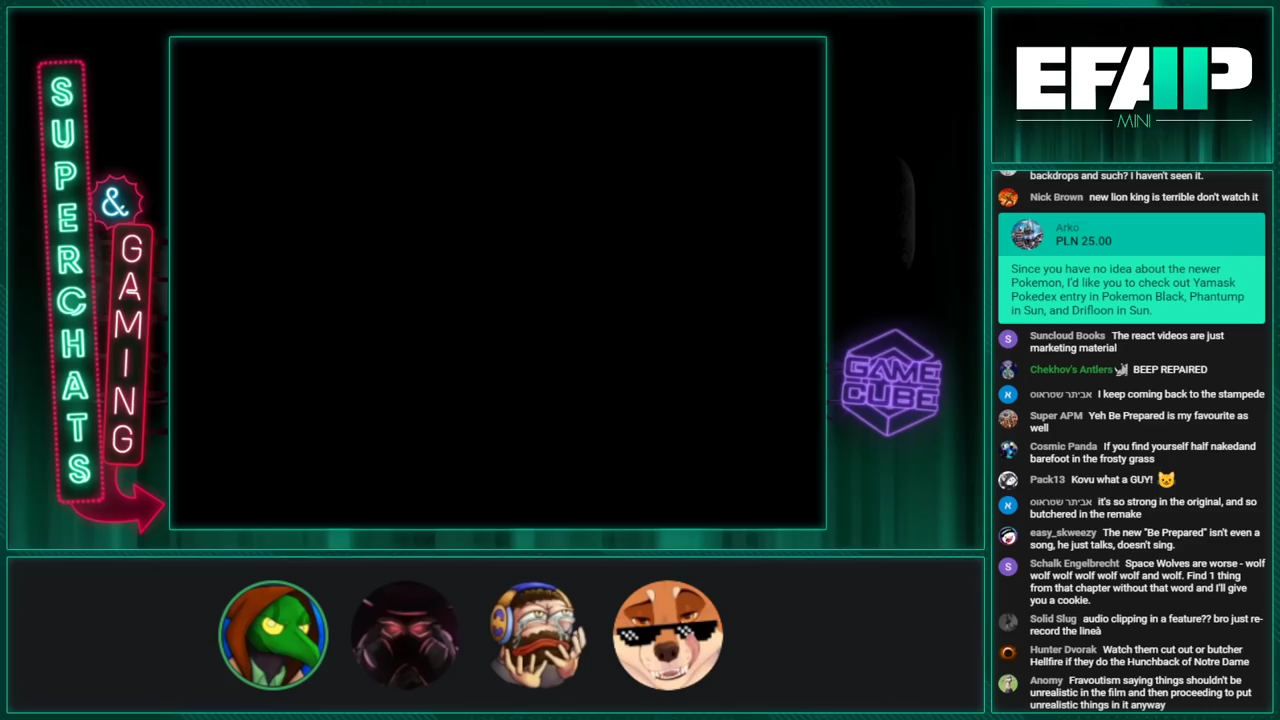 SUPERCHATS
&
GAMING
GAME
CUBE
EFAP
MINI
backdrops and such? I haven't seen it.
Nick Brown new lion king is terrible don't watch it
Arko
PLN 25.00
Since you have no idea about the newer
Pokemon, I'd like you to check out Yamask
Pokedex entry in Pokemon Black, Phantump
in Sun, and Drifloon in Sun.
Suncloud Books The react videos are just
marketing material
Chekhov's Antlers BEEP REPAIRED
אביתר שטראוס I keep coming back to the stampede
Super APM Yeh Be Prepared is my favourite as
well
Cosmic Panda If you find yourself half nakedand
barefoot in the frosty grass
Pack13 Kovu what a GUY!
אביתר שטראוס it's so strong in the original, and so
butchered in the remake
easy_skweezy The new "Be Prepared" isn't even a
song, he just talks, doesn't sing.
Schalk Engelbrecht Space Wolves are worse - wolf
wolf wolf wolf wolf wolf and wolf. Find 1 thing
from that chapter without that word and I'll give
you a cookie.
Solid Slug audio clipping in a feature?? bro just re-
record the lineà
Hunter Dvorak Watch them cut out or butcher
Hellfire if they do the Hunchback of Notre Dame
Anomy Fravoutism saying things shouldn't be
unrealistic in the film and then proceeding to put
unrealistic things in it anyway